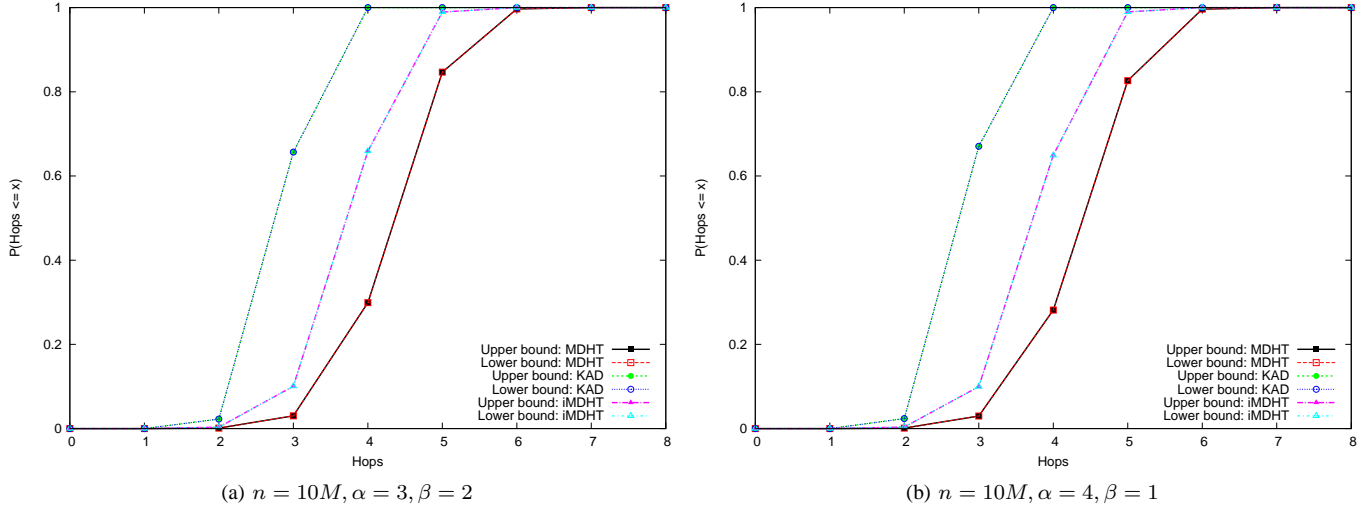 1
0.8
0.6
0.4
0.2
0
P(Hops <= x)
0 1 2 3 4 5 6 7 8
Hops
Upper bound: MDHT
Lower bound: MDHT
Upper bound: KAD
Lower bound: KAD
Upper bound: iMDHT
Lower bound: iMDHT
(a) n = 10M, α = 3, β = 2
1
0.8
0.6
0.4
0.2
0
P(Hops <= x)
0 1 2 3 4 5 6 7 8
Hops
Upper bound: MDHT
Lower bound: MDHT
Upper bound: KAD
Lower bound: KAD
Upper bound: iMDHT
Lower bound: iMDHT
(b) n = 10M, α = 4, β = 1